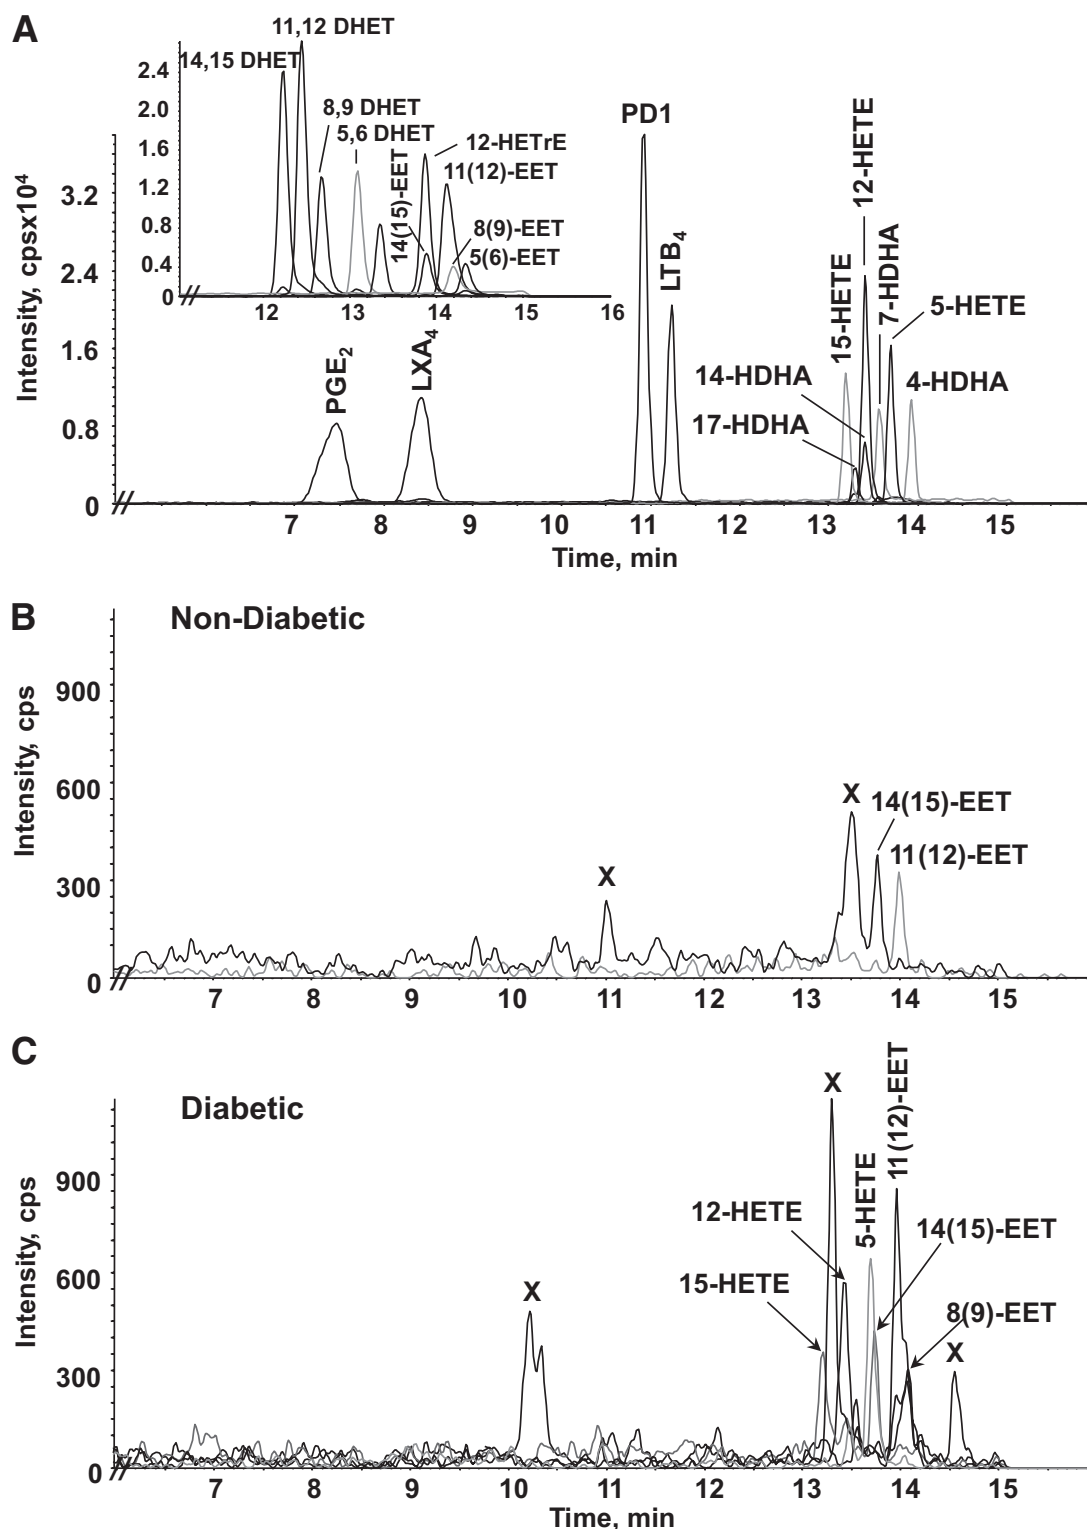 A
11,12 DHET
14,15 DHET
8,9 DHET
5,6 DHET
14(15)-EET
12-HETrE
11(12)-EET
8(9)-EET
5(6)-EET
2.4
2.0
1.6
1.2
0.8
0.4
0
12 13 14 15 16
Intensity, cpsx10⁴
3.2
2.4
1.6
0.8
0
PGE₂
LXA₄
PD1
LTB₄
15-HETE
12-HETE
7-HDHA
5-HETE
14-HDHA
4-HDHA
17-HDHA
7 8 9 10 11 12 13 14 15
Time, min
B
Non-Diabetic
Intensity, cps
900
600
300
0
X
X
14(15)-EET
11(12)-EET
7 8 9 10 11 12 13 14 15
C
Diabetic
Intensity, cps
900
600
300
0
X
X
11(12)-EET
5-HETE
12-HETE
14(15)-EET
15-HETE
8(9)-EET
X
7 8 9 10 11 12 13 14 15
Time, min